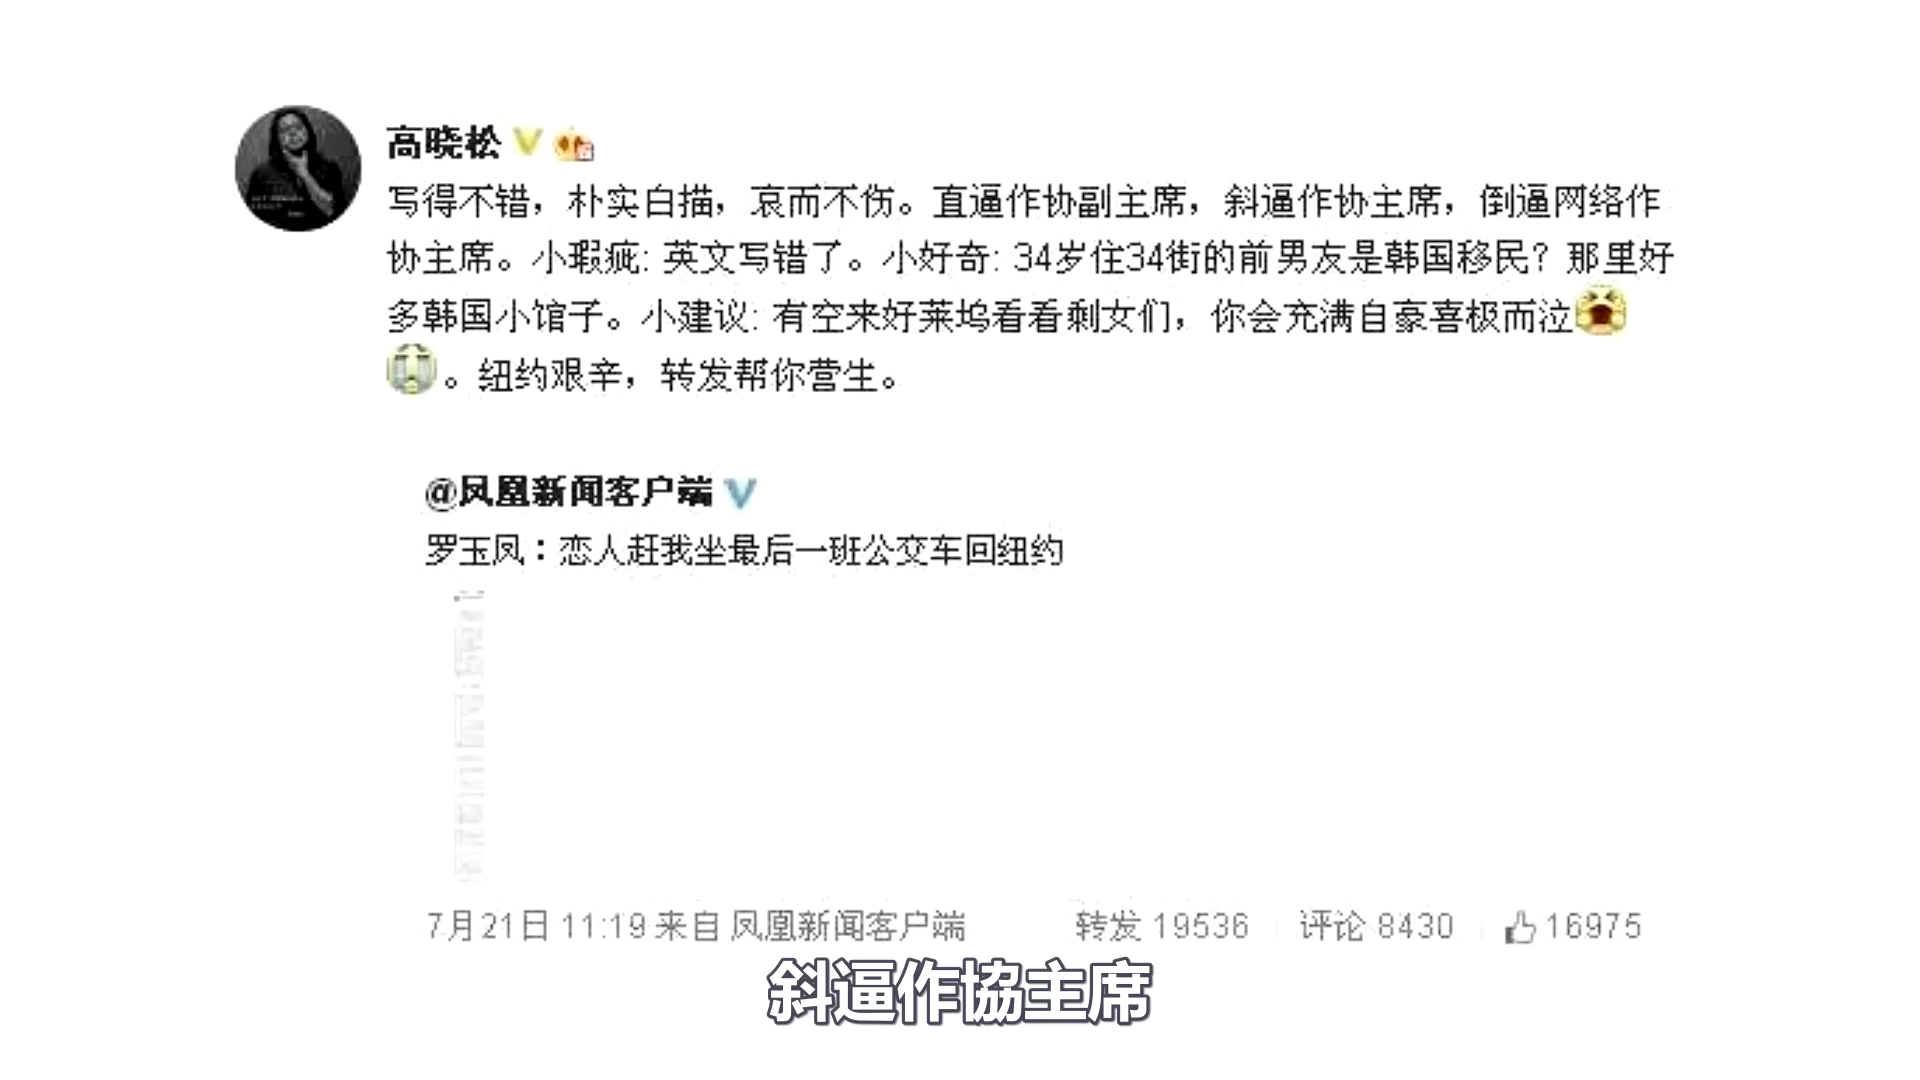 高晓松
写得不错，朴实白描，哀而不伤。直逼作协副主席，斜逼作协主席，倒逼网络作
协主席。小瑕疵: 英文写错了。小好奇: 34岁住34街的前男友是韩国移民？那里好
多韩国小馆子。小建议: 有空来好莱坞看看剩女们，你会充满自豪喜极而泣
。纽约艰辛，转发帮你营生。
@凤凰新闻客户端
罗玉凤：恋人赶我坐最后一班公交车回纽约
7月21日 11:19 来自 凤凰新闻客户端 转发 19536 评论 8430 16975
斜逼作協主席